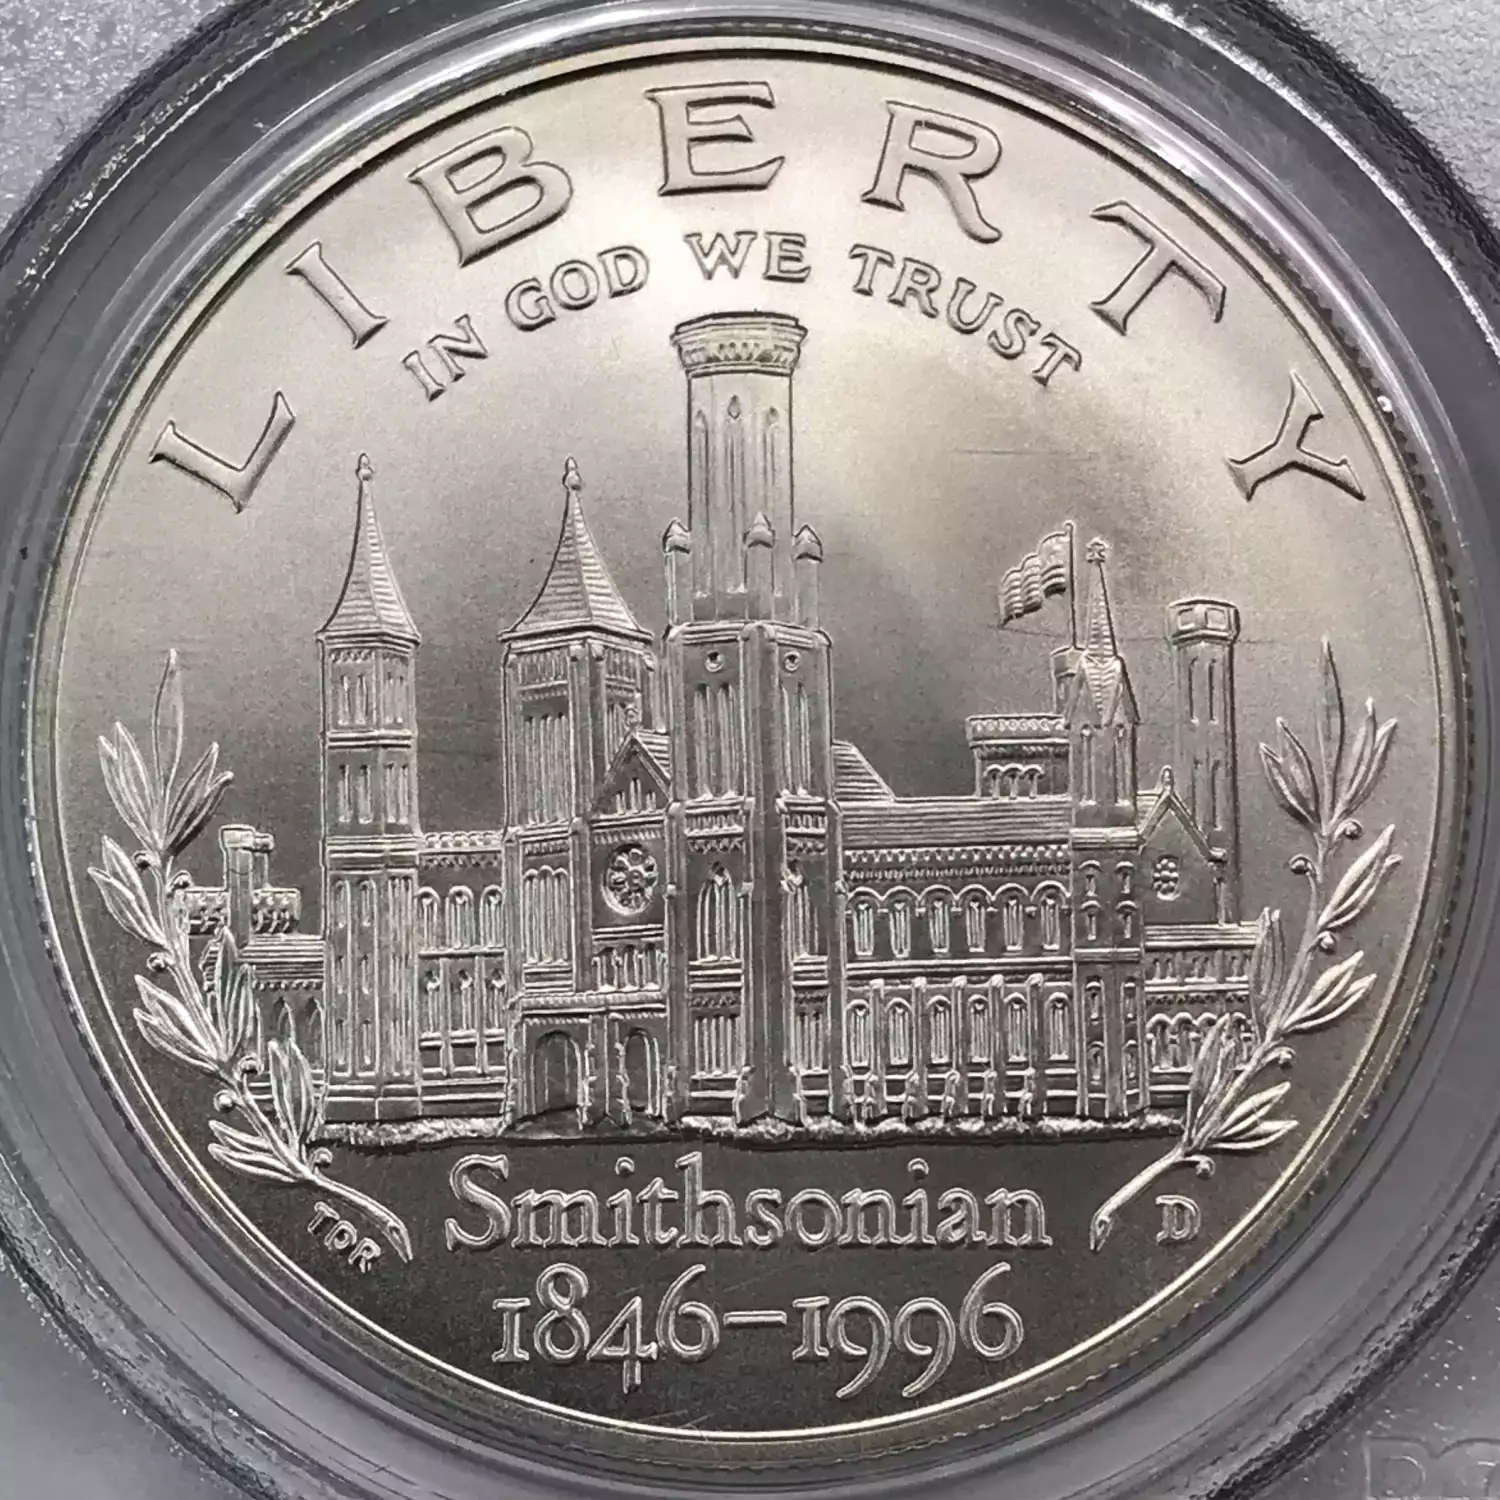 LIBERTY
IN GOD WE TRUST
Smithsonian
1846-1996
TDR
D